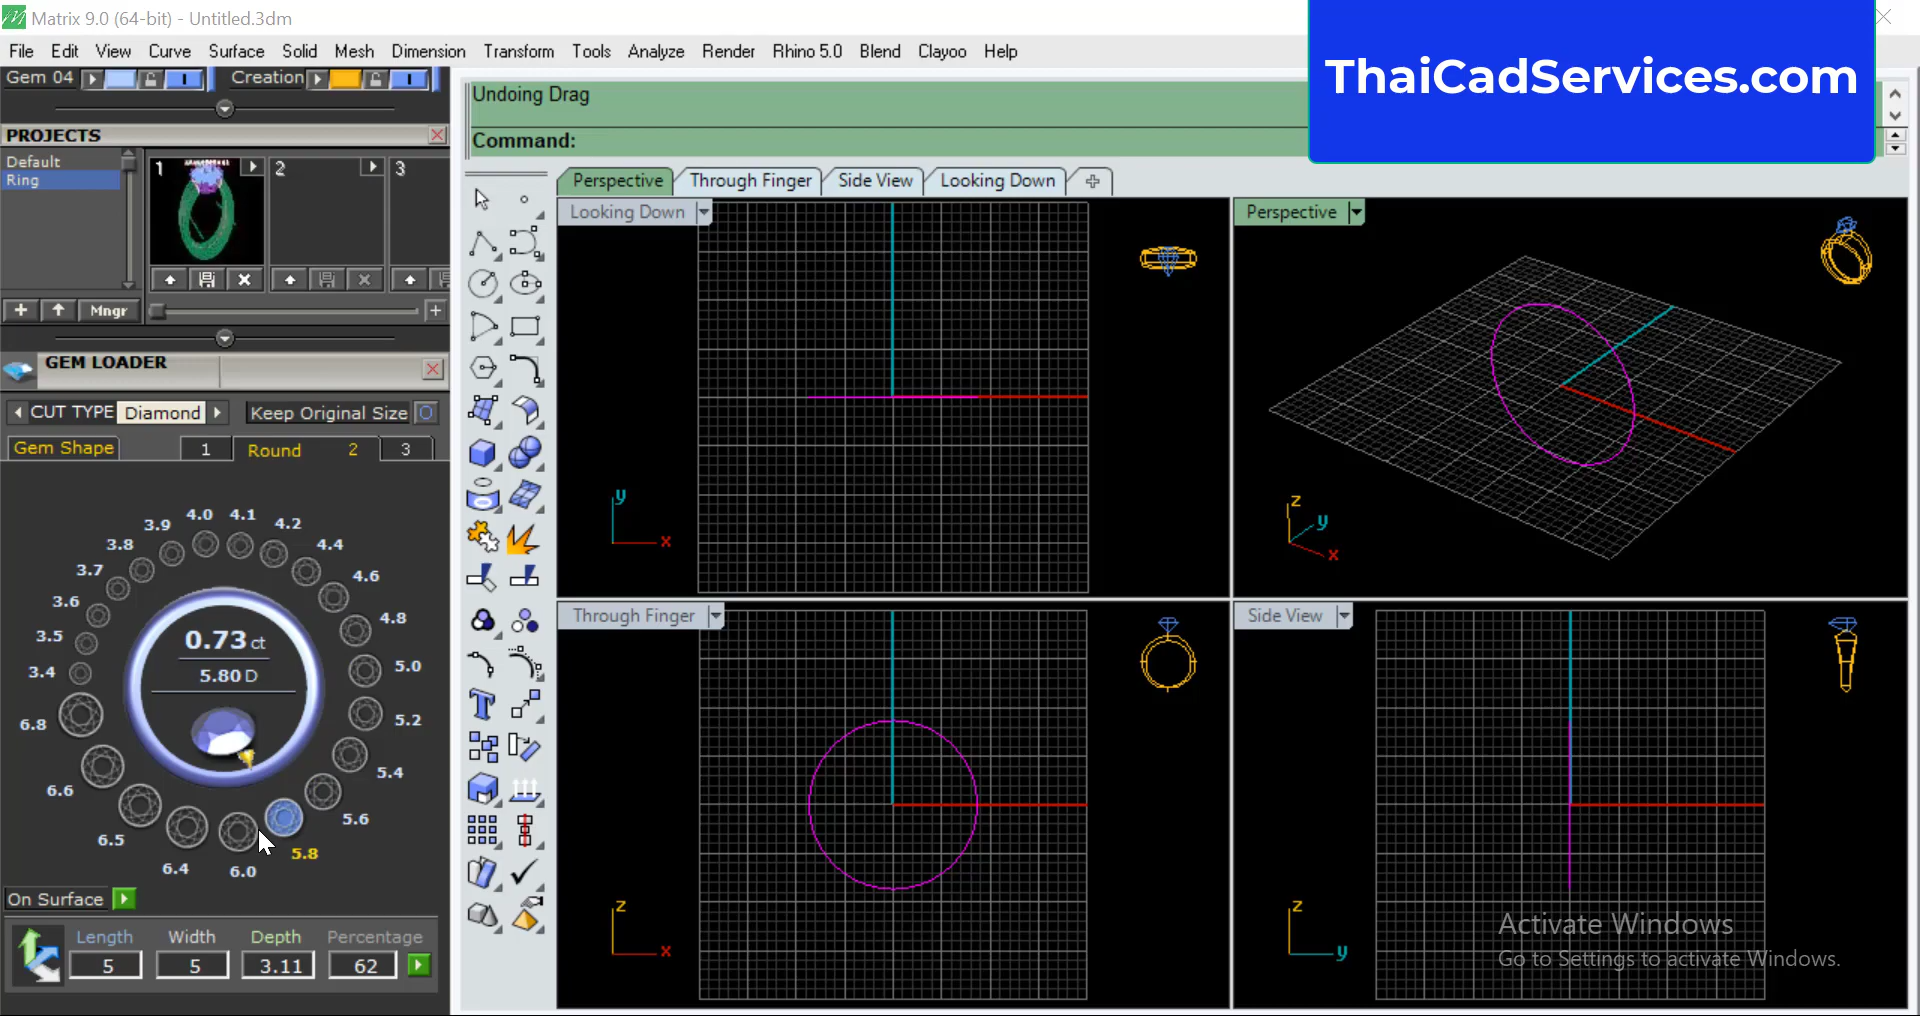 Matrix 9.0 (64-bit) - Untitled.3dm
File Edit View Curve Surface Solid Mesh Dimension Transform Tools Analyze Render Rhino 5.0 Blend Clayoo Help
ThaiCadServices.com
Gem 04 Creation
Undoing Drag
Command:
PROJECTS
Default
Ring
1 2 3
Mngr
Perspective Through Finger Side View Looking Down
Looking Down
Perspective
GEM LOADER
CUT TYPE Diamond Keep Original Size
Gem Shape 1 Round 2 3
4.0 4.1
3.9 4.2
3.8 4.4
3.7 4.6
3.6 4.8
3.5 5.0
3.4 5.2
6.8 5.4
6.6 5.6
6.5 5.8
6.4 6.0
0.73 ct
5.80 D
On Surface
Length Width Depth Percentage
5 5 3.11 62
y
x
z
y
x
Through Finger
Side View
z
x
z
y
Activate Windows
Go to Settings to activate Windows.